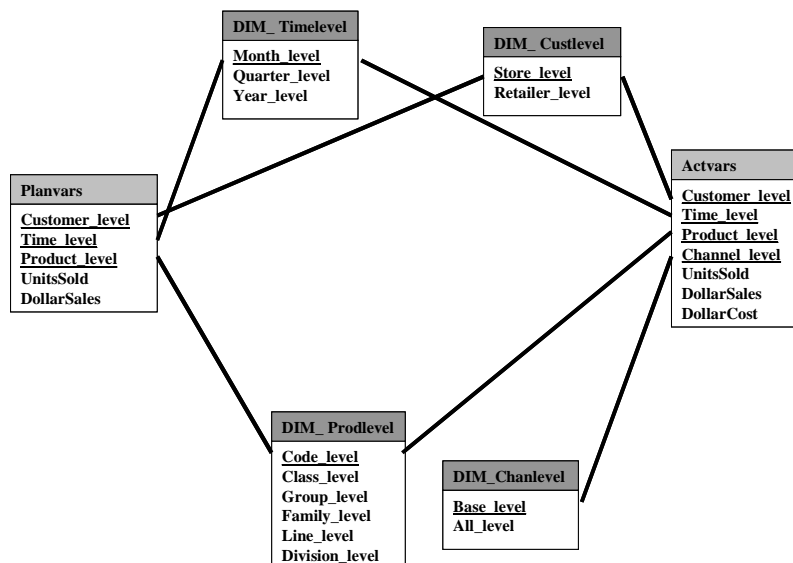 DIM_ Timelevel
Month_level
Quarter_level
Year_level
DIM_ Custlevel
Store_level
Retailer_level
Planvars
Customer_level
Time_level
Product_level
UnitsSold
DollarSales
Actvars
Customer_level
Time_level
Product_level
Channel_level
UnitsSold
DollarSales
DollarCost
DIM_ Prodlevel
Code_level
Class_level
Group_level
Family_level
Line_level
Division_level
DIM_Chanlevel
Base_level
All_level